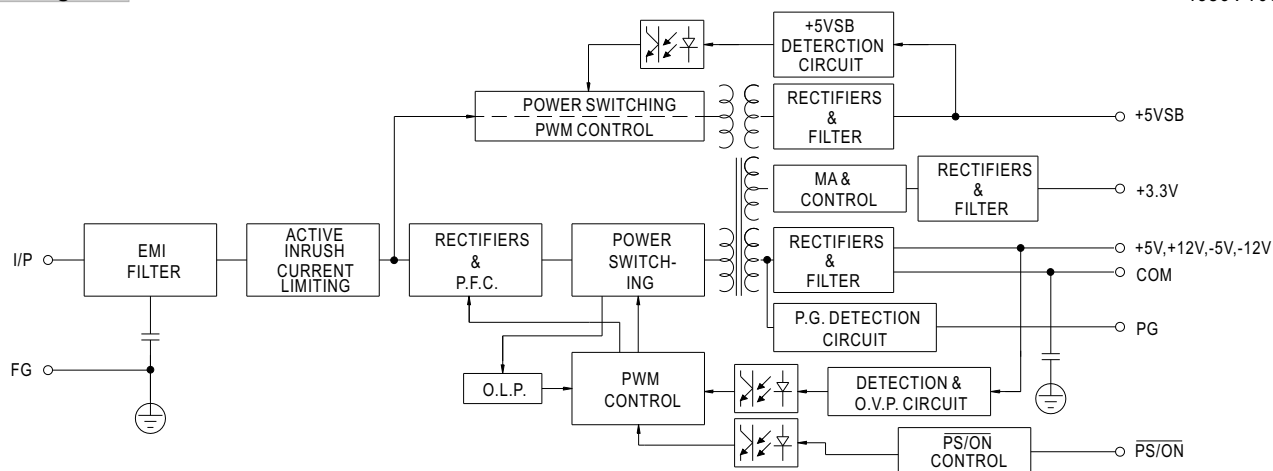 +5VSB
DETERCTION
CIRCUIT
POWER SWITCHING
PWM CONTROL
RECTIFIERS
&
FILTER
+5VSB
MA &
CONTROL
RECTIFIERS
&
FILTER
+3.3V
I/P
EMI
FILTER
ACTIVE
INRUSH
CURRENT
LIMITING
RECTIFIERS
&
P.F.C.
POWER
SWITCH-
ING
RECTIFIERS
&
FILTER
+5V,+12V,-5V,-12V
COM
P.G. DETECTION
CIRCUIT
PG
FG
O.L.P.
PWM
CONTROL
DETECTION &
O.V.P. CIRCUIT
PS/ON
CONTROL
PS/ON